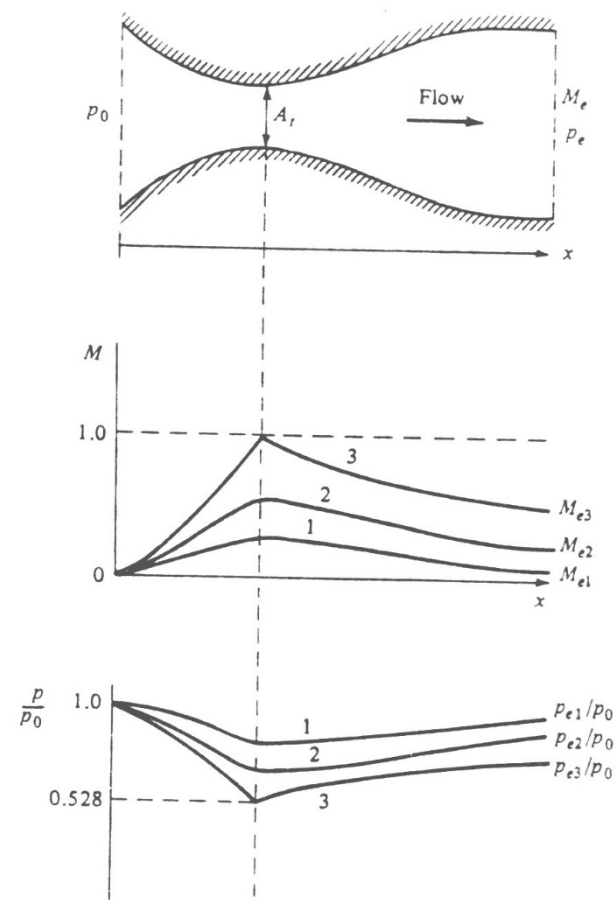 p₀
Aₜ
Flow
Mₑ
pₑ
x
M
1.0
3
2
1
Mₑ₃
Mₑ₂
Mₑ₁
0
x
p/p₀
1.0
1
2
3
pₑ₁/p₀
pₑ₂/p₀
pₑ₃/p₀
0.528